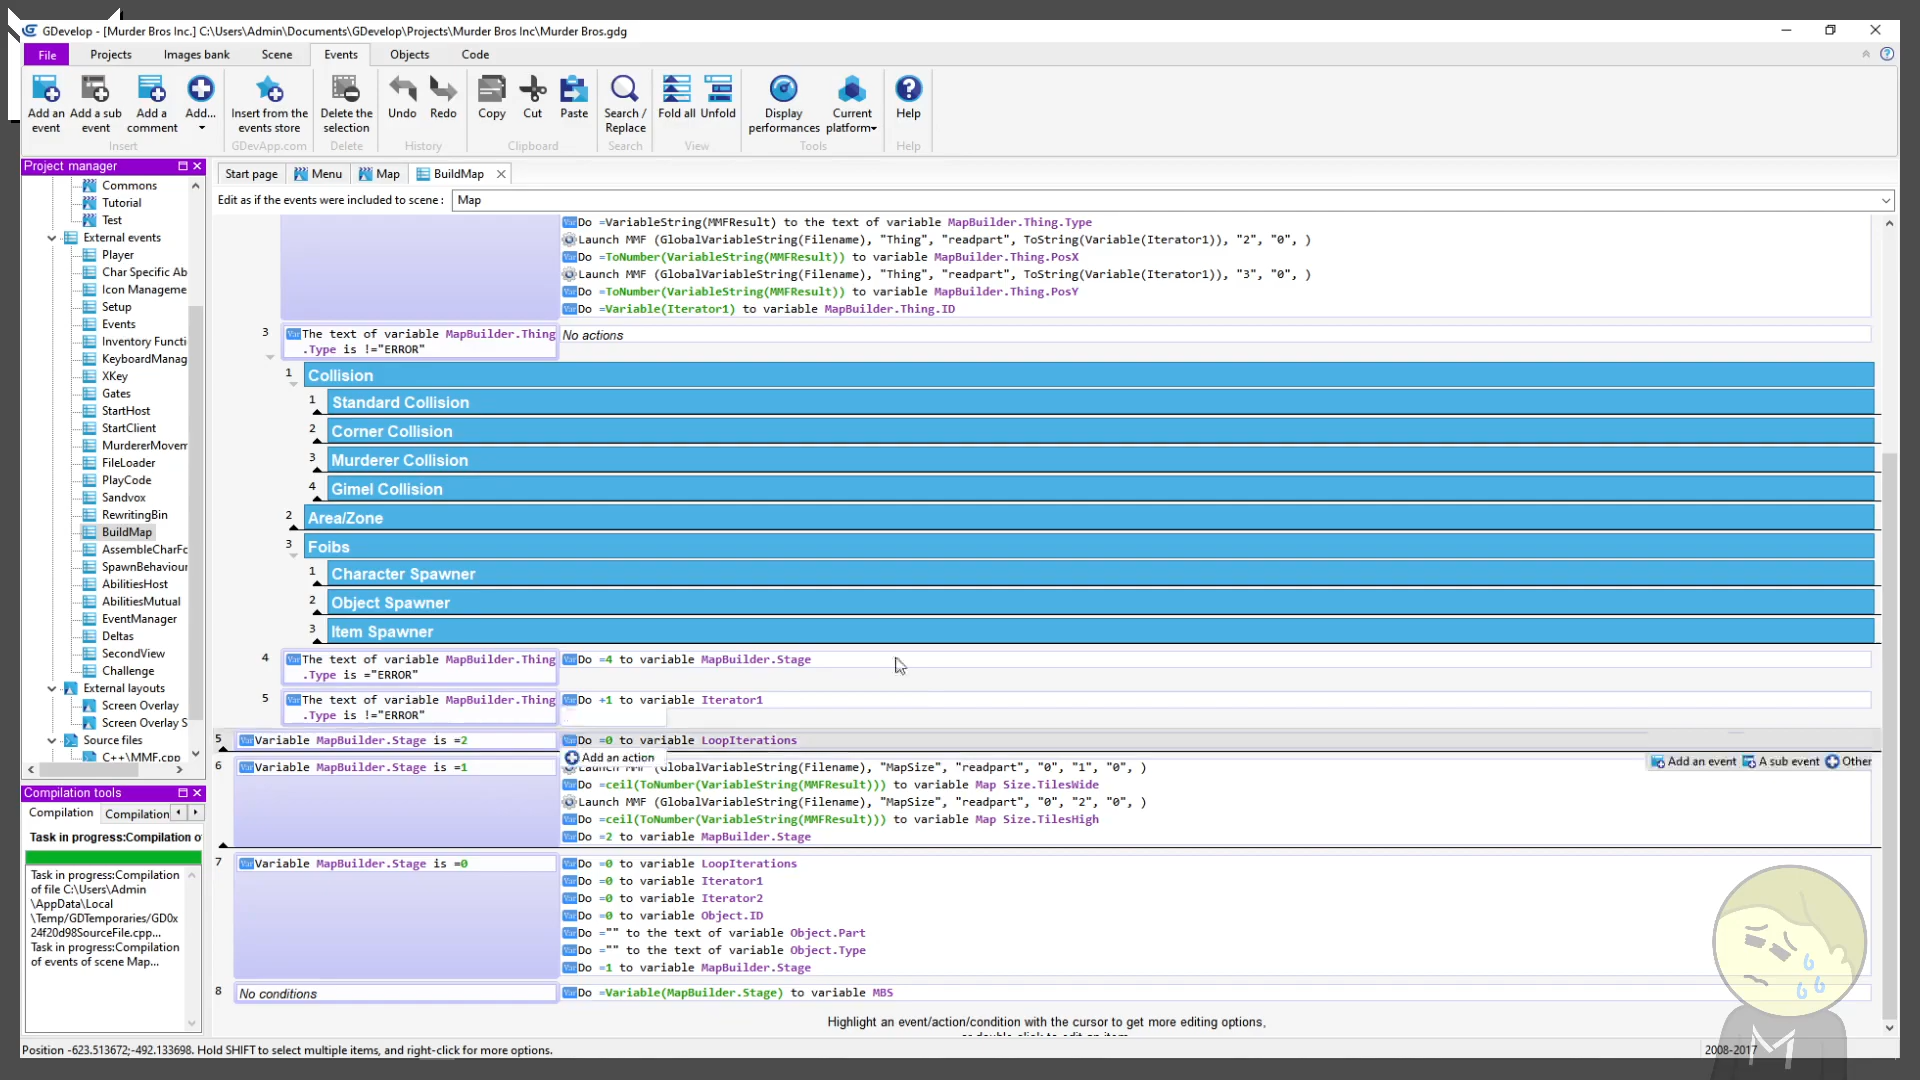 GDevelop - [Murder Bros Inc.] C:\Users\Admin\Documents\GDevelop\Projects\Murder Bros Inc\Murder Bros.gdg
File Projects Images bank Scene Events Objects Code
Add an event Add a sub event Add a comment Add... Insert from the events store Delete the selection Undo Redo Copy Cut Paste Search / Replace Fold all Unfold Display performances Current platform Help
Insert GDevApp.com Delete History Clipboard Search View Tools Help
Project manager
Commons
Tutorial
Test
External events
Player
Char Specific Ab
Icon Manageme
Setup
Events
Inventory Functi
KeyboardManag
XKey
Gates
StartHost
StartClient
MurdererMovem
FileLoader
PlayCode
Sandvox
RewritingBin
BuildMap
AssembleCharFc
SpawnBehaviour
AbilitiesHost
AbilitiesMutual
EventManager
Deltas
SecondView
Challenge
External layouts
Screen Overlay
Screen Overlay S
Source files
C++\MMF.cpp
Compilation tools
Compilation Compilation
Task in progress:Compilation o
Task in progress:Compilation
of file C:\Users\Admin
\AppData\Local
\Temp/GDTemporaries/GD0x
24f20d98SourceFile.cpp...
Task in progress:Compilation
of events of scene Map...
Start page Menu Map BuildMap
Edit as if the events were included to scene : Map
Do =VariableString(MMFResult) to the text of variable MapBuilder.Thing.Type
Launch MMF (GlobalVariableString(Filename), "Thing", "readpart", ToString(Variable(Iterator1)), "2", "0", )
Do =ToNumber(VariableString(MMFResult)) to variable MapBuilder.Thing.PosX
Launch MMF (GlobalVariableString(Filename), "Thing", "readpart", ToString(Variable(Iterator1)), "3", "0", )
Do =ToNumber(VariableString(MMFResult)) to variable MapBuilder.Thing.PosY
Do =Variable(Iterator1) to variable MapBuilder.Thing.ID
3 The text of variable MapBuilder.Thing No actions
.Type is !="ERROR"
1 Collision
1 Standard Collision
2 Corner Collision
3 Murderer Collision
4 Gimel Collision
2 Area/Zone
3 Foibs
1 Character Spawner
2 Object Spawner
3 Item Spawner
4 The text of variable MapBuilder.Thing Do =4 to variable MapBuilder.Stage
.Type is ="ERROR"
5 The text of variable MapBuilder.Thing Do +1 to variable Iterator1
.Type is !="ERROR"
5 Variable MapBuilder.Stage is =2 Do =0 to variable LoopIterations
Add an action
Add an event A sub event Other
6 Variable MapBuilder.Stage is =1 Launch MMF (GlobalVariableString(Filename), "MapSize", "readpart", "0", "1", "0", )
Do =ceil(ToNumber(VariableString(MMFResult))) to variable Map Size.TilesWide
Launch MMF (GlobalVariableString(Filename), "MapSize", "readpart", "0", "2", "0", )
Do =ceil(ToNumber(VariableString(MMFResult))) to variable Map Size.TilesHigh
Do =2 to variable MapBuilder.Stage
7 Variable MapBuilder.Stage is =0 Do =0 to variable LoopIterations
Do =0 to variable Iterator1
Do =0 to variable Iterator2
Do =0 to variable Object.ID
Do ="" to the text of variable Object.Part
Do ="" to the text of variable Object.Type
Do =1 to variable MapBuilder.Stage
8 No conditions Do =Variable(MapBuilder.Stage) to variable MBS
Highlight an event/action/condition with the cursor to get more editing options,
Position -623.513672;-492.133698. Hold SHIFT to select multiple items, and right-click for more options. 2008-2017